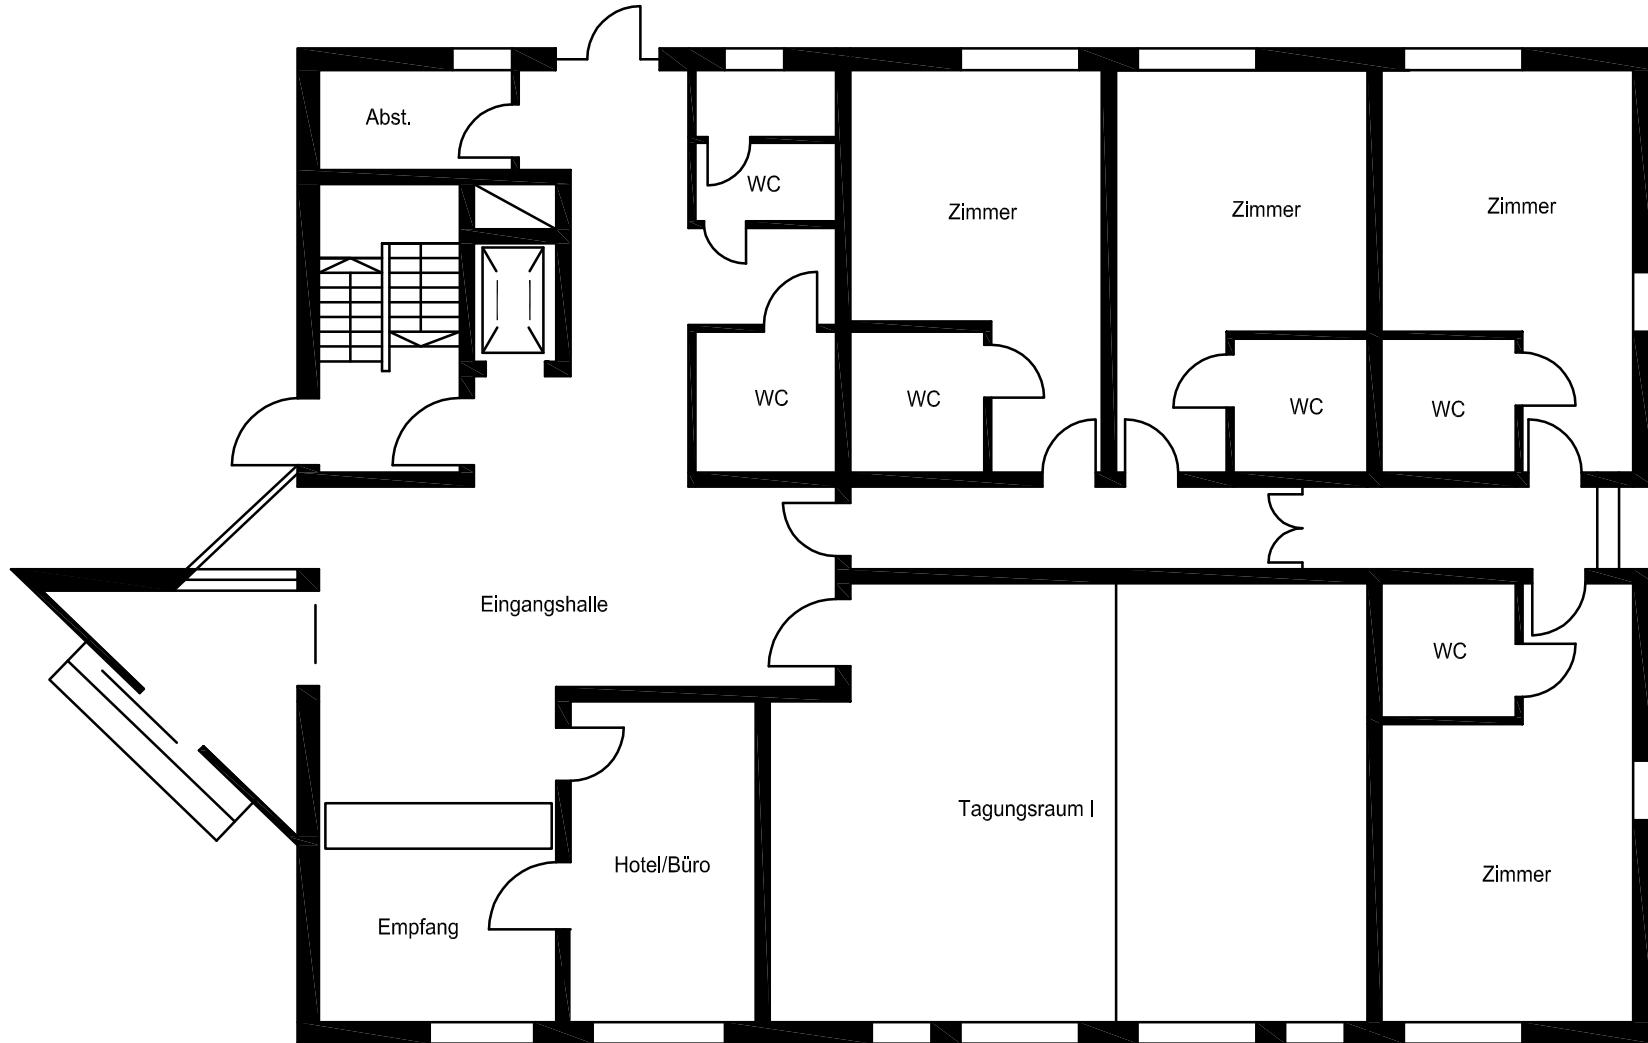 Abst.
WC
Zimmer
Zimmer
Zimmer
WC
WC
WC
WC
Eingangshalle
WC
Tagungsraum I
Hotel/Büro
Zimmer
Empfang